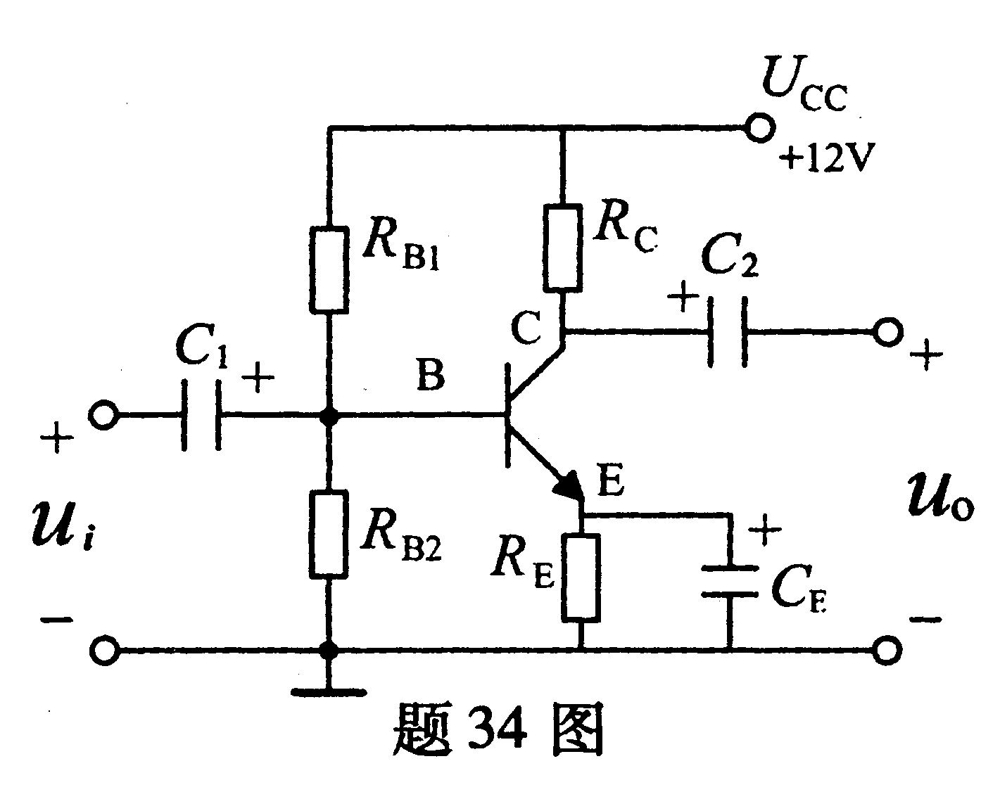 U_CC
+12V
R_B1
R_C
C_2
+
C
C_1
+
B
+
+
E
u_i
R_B2
R_E
+
C_E
u_o
−
−
题 34 图